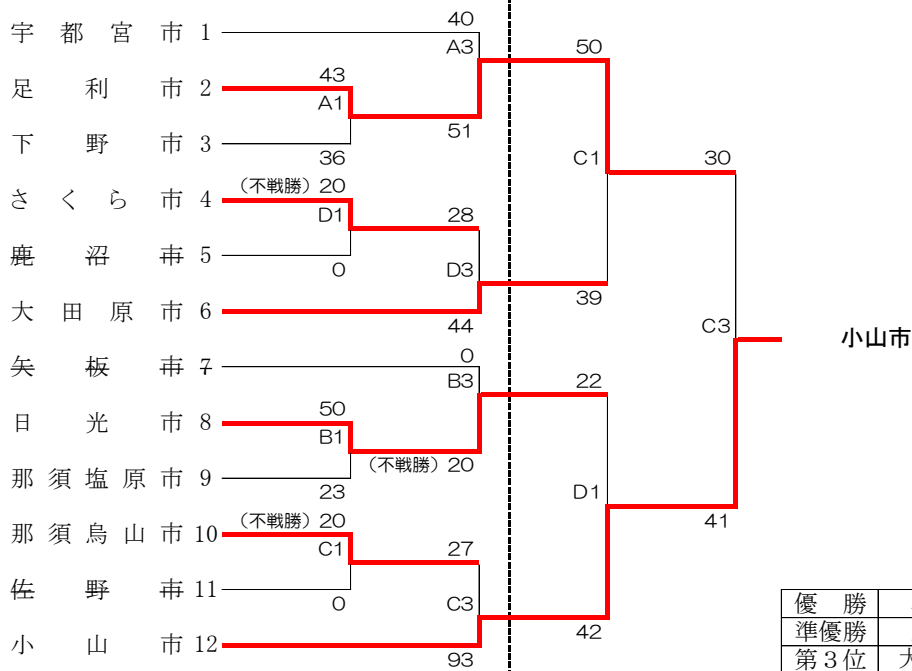 40
宇都宮市 1
A3
50
43
足利市 2
A1
51
下野市 3
36
C1
30
(不戦勝) 20
さくら市 4
D1
28
鹿沼市 5
0
D3
39
大田原市 6
44
C3
小山市
0
矢板市 7
B3
22
50
日光市 8
B1
(不戦勝) 20
那須塩原市 9
23
D1
41
(不戦勝) 20
那須烏山市 10
C1
27
佐野市 11
0
C3
42
小山市 12
93
優勝
準優勝
第3位 大